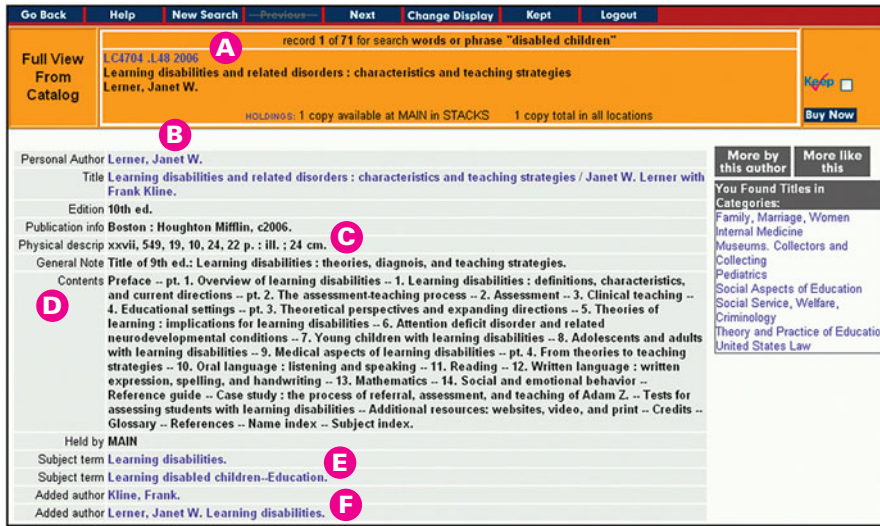 Go Back Help New Search Previous Next Change Display Kept Logout
record 1 of 71 for search words or phrase "disabled children"
A
Full View
From
Catalog
LC4704 .L48 2006
Learning disabilities and related disorders : characteristics and teaching strategies
Lerner, Janet W.
HOLDINGS: 1 copy available at MAIN in STACKS 1 copy total in all locations
Keep
Buy Now
B
Personal Author Lerner, Janet W.
Title Learning disabilities and related disorders : characteristics and teaching strategies / Janet W. Lerner with
Frank Kline.
Edition 10th ed.
Publication info Boston : Houghton Mifflin, c2006.
C
Physical descrip xxvii, 549, 19, 10, 24, 22 p. : ill. ; 24 cm.
General Note Title of 9th ed.: Learning disabilities : theories, diagnosis, and teaching strategies.
D
Contents Preface -- pt. 1. Overview of learning disabilities -- 1. Learning disabilities : definitions, characteristics,
and current directions -- pt. 2. The assessment-teaching process -- 2. Assessment -- 3. Clinical teaching --
4. Educational settings -- pt. 3. Theoretical perspectives and expanding directions -- 5. Theories of
learning : implications for learning disabilities -- 6. Attention deficit disorder and related
neurodevelopmental conditions -- 7. Young children with learning disabilities -- 8. Adolescents and adults
with learning disabilities -- 9. Medical aspects of learning disabilities -- pt. 4. From theories to teaching
strategies -- 10. Oral language : listening and speaking -- 11. Reading -- 12. Written language : written
expression, spelling, and handwriting -- 13. Mathematics -- 14. Social and emotional behavior --
Reference guide -- Case study : the process of referral, assessment, and teaching of Adam Z. -- Tests for
assessing students with learning disabilities -- Additional resources: websites, video, and print -- Credits --
Glossary -- References -- Name index -- Subject index.
Held by MAIN
Subject term Learning disabilities.
E
Subject term Learning disabled children--Education.
Added author Kline, Frank.
F
Added author Lerner, Janet W. Learning disabilities.
More by
this author
More like
this
You Found Titles in
Categories:
Family, Marriage, Women
Internal Medicine
Museums. Collectors and
Collecting
Pediatrics
Social Aspects of Education
Social Service, Welfare,
Criminology
Theory and Practice of Educatio
United States Law